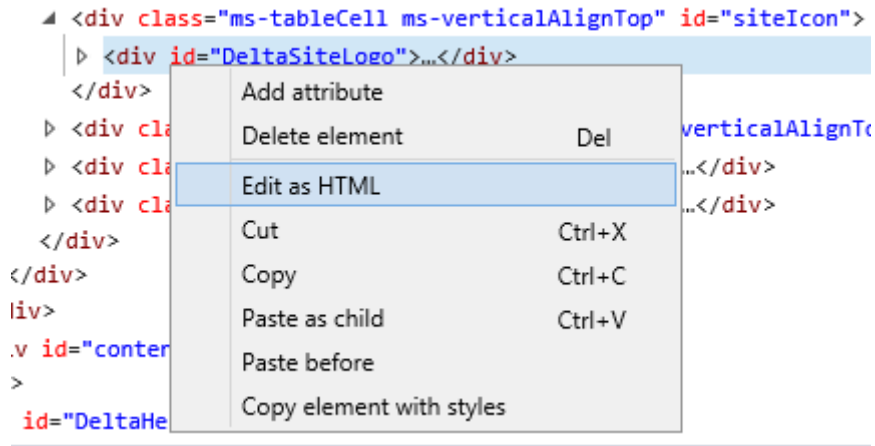 <div class="ms-tableCell ms-verticalAlignTop" id="siteIcon">
<div id="DeltaSiteLogo">…</div>
</div>
Add attribute
<div cla verticalAlignTo
Delete element Del
<div cla …</div>
Edit as HTML
<div cla …</div>
Cut Ctrl+X
</div>
</div>
Copy Ctrl+C
div>
Paste as child Ctrl+V
v id="conter
Paste before
>
Copy element with styles
id="DeltaHe